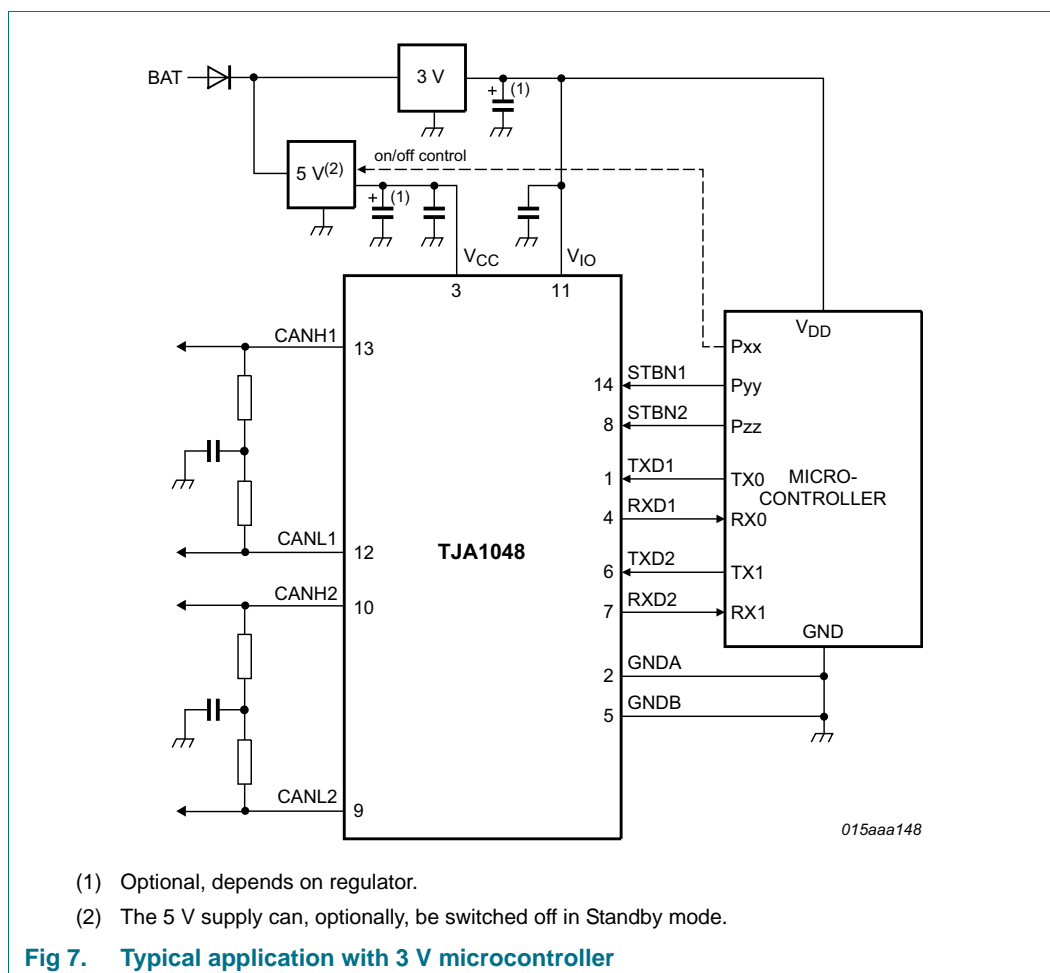 BAT
3 V
+ (1)
5 V(2)
on/off control
+ (1)
VCC
VIO
3
11
VDD
CANH1
13
Pxx
14
STBN1
Pyy
8
STBN2
Pzz
1
TXD1
TX0
MICRO-
CONTROLLER
4
RXD1
RX0
CANL1
12
TJA1048
6
TXD2
TX1
CANH2
10
7
RXD2
RX1
GND
2
GNDA
5
GNDB
CANL2
9
015aaa148
(1) Optional, depends on regulator.
(2) The 5 V supply can, optionally, be switched off in Standby mode.
Fig 7. Typical application with 3 V microcontroller